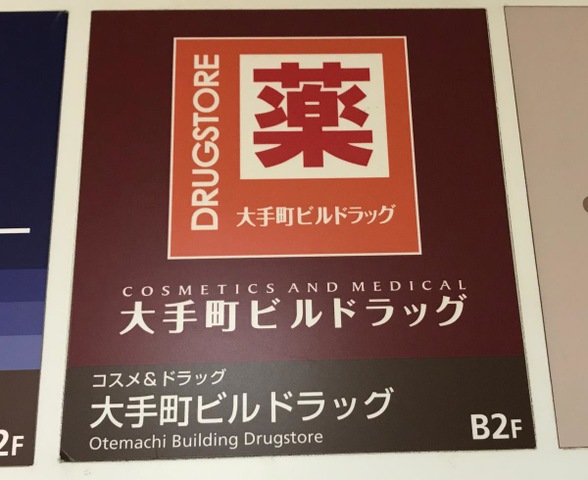 DRUGSTORE
薬
大手町ビルドラッグ
COSMETICS AND MEDICAL
大手町ビルドラッグ
コスメ&ドラッグ
大手町ビルドラッグ
Otemachi Building Drugstore
B2F
2F